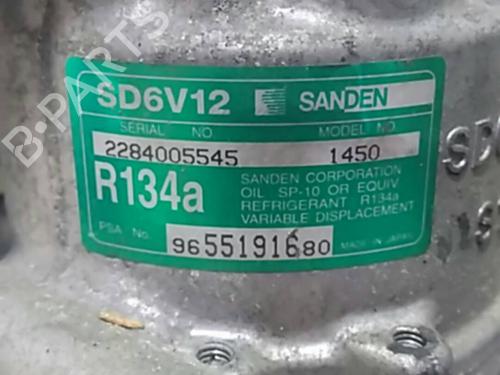 SD6V12 SANDEN
SERIAL NO MODEL NO.
2284005545 1450
R134a
SANDEN CORPORATION
OIL SP-10 OR EQUIV
REFRIGERANT R134a
VARIABLE DISPLACEMENT
PSA No. 9655191680 MADE IN JAPAN
B-PARTS